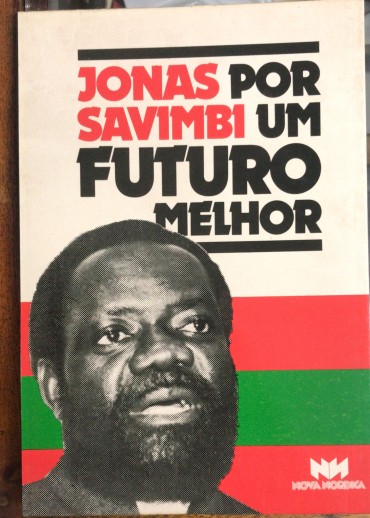 JONAS POR
SAVIMBI UM
FUTURO
MELHOR
NOVA NORDICA